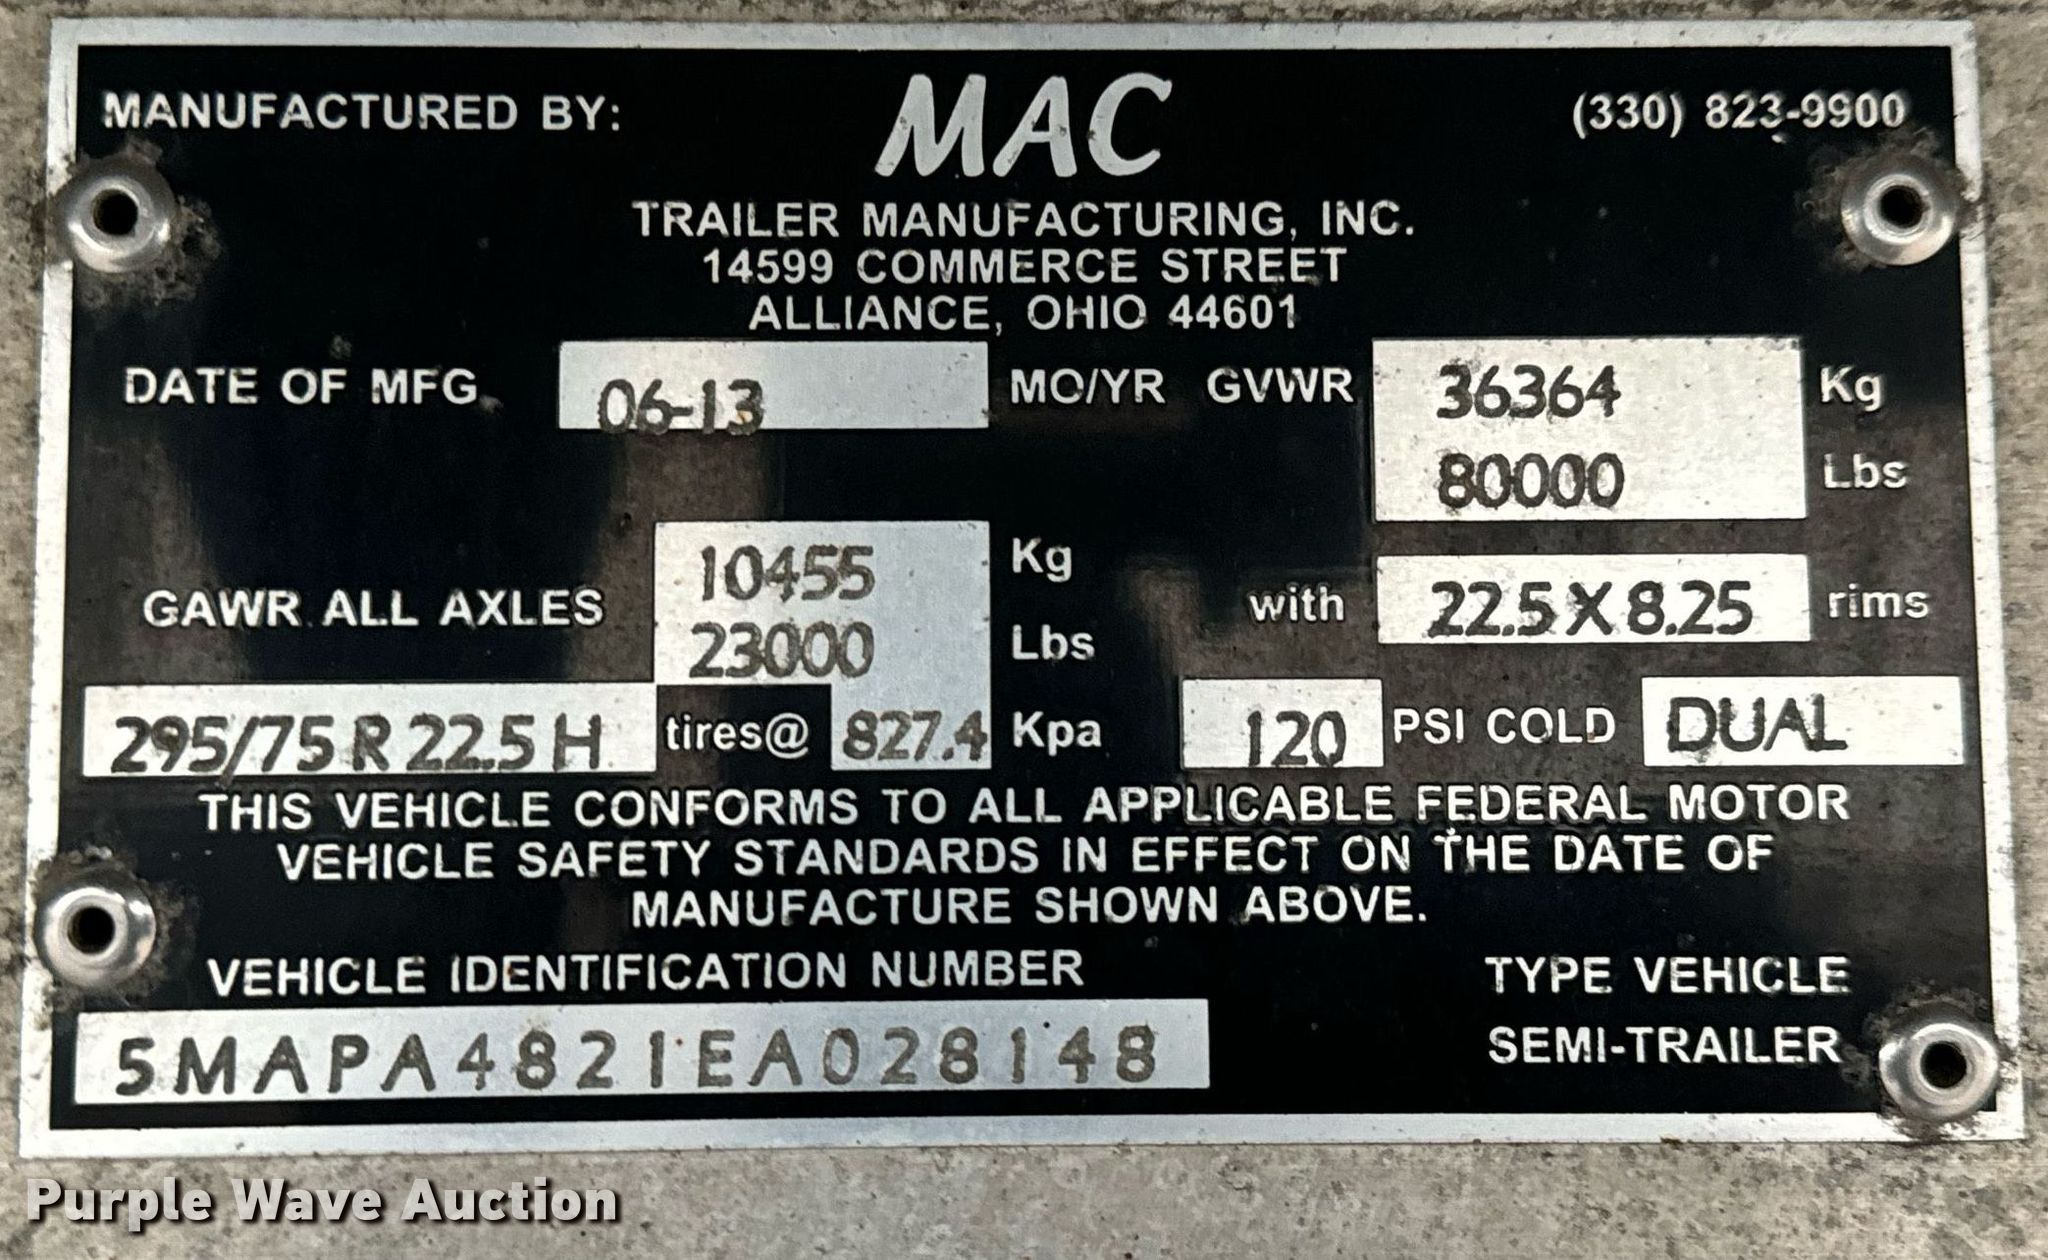 MANUFACTURED BY: MAC (330) 823-9900
TRAILER MANUFACTURING, INC.
14599 COMMERCE STREET
ALLIANCE, OHIO 44601
DATE OF MFG 06-13 MO/YR GVWR 36364 Kg
80000 Lbs
10455 Kg
GAWR ALL AXLES with 22.5 X 8.25 rims
23000 Lbs
295/75 R 22.5 H tires@ 827.4 Kpa 120 PSI COLD DUAL
THIS VEHICLE CONFORMS TO ALL APPLICABLE FEDERAL MOTOR
VEHICLE SAFETY STANDARDS IN EFFECT ON THE DATE OF
MANUFACTURE SHOWN ABOVE.
VEHICLE IDENTIFICATION NUMBER TYPE VEHICLE
5MAPA4821EA028148 SEMI-TRAILER
Purple Wave Auction